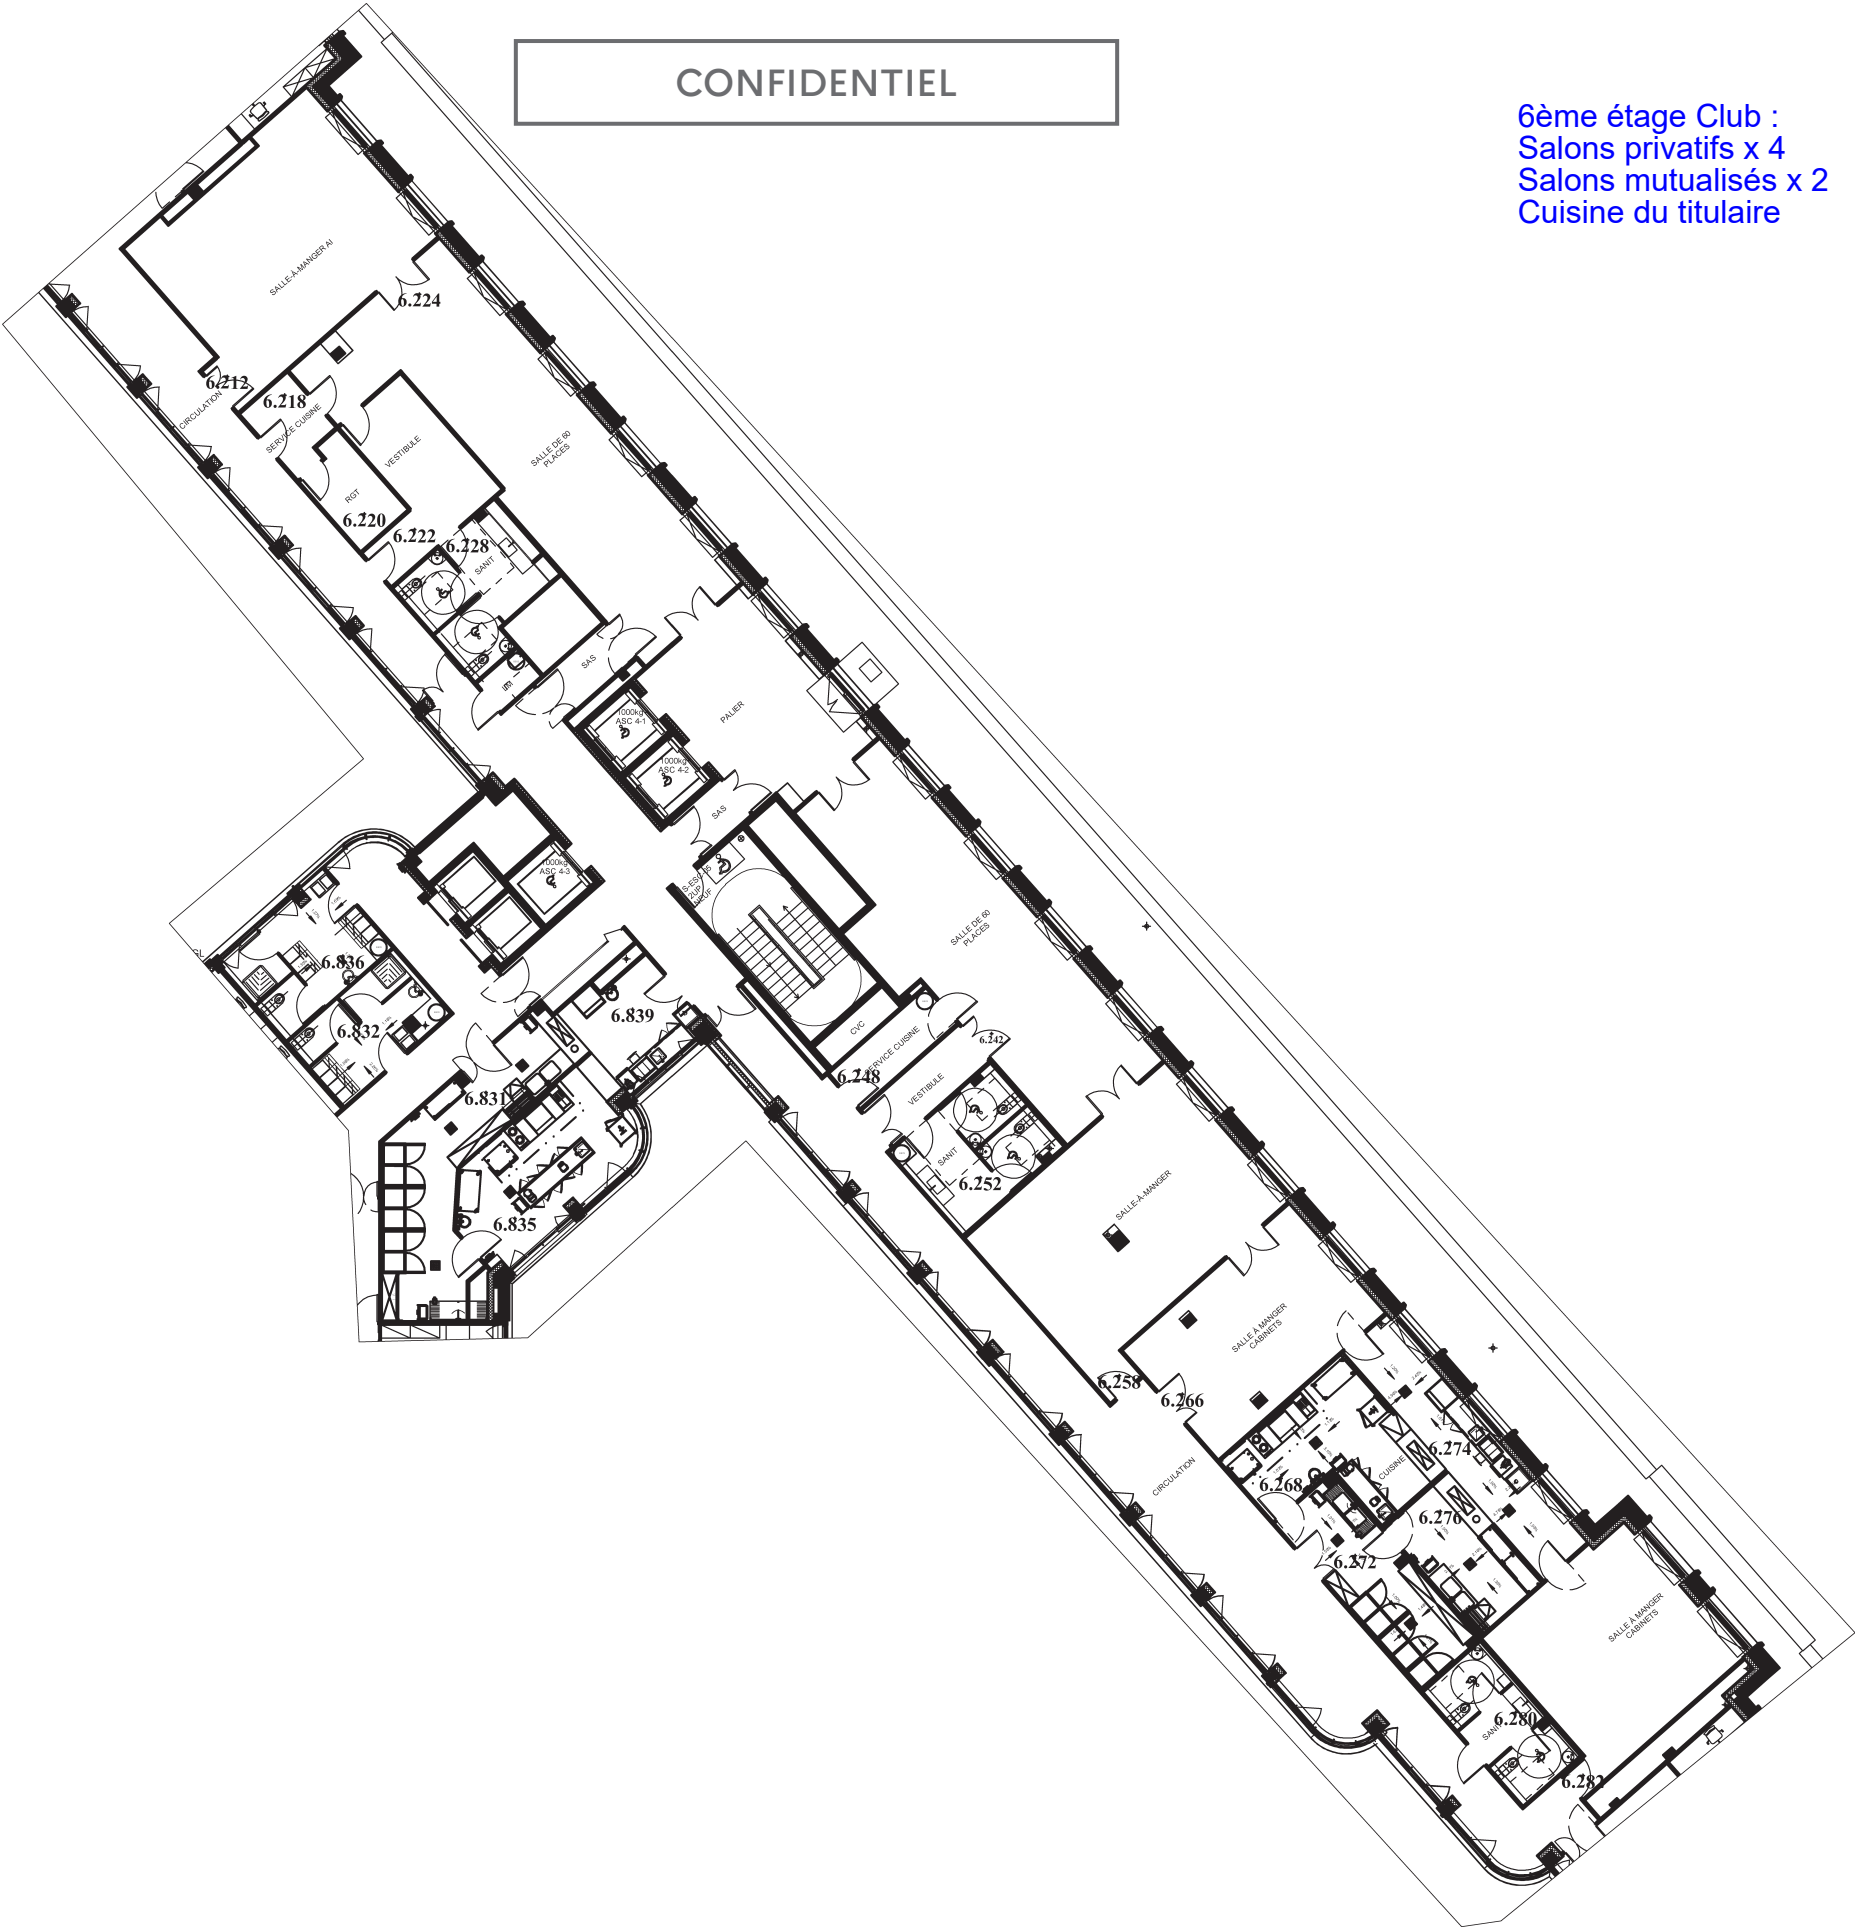 CONFIDENTIEL
6ème étage Club :
Salons privatifs x 4
Salons mutualisés x 2
Cuisine du titulaire
SALLE-À-MANGER A/
6.224
6.212
CIRCULATION
6.218
SERVICE CUISINE
VESTIBULE
SALLE DE 60
PLACES
RGT
6.220
6.222
6.228
SANIT
SAS
1000kg
ASC 4-1
PALIER
1000kg
ASC 4-2
SAS
1000kg
ASC 4-3
2UP
NEUF
SALLE DE 60
PLACES
GL
6.836
6.832
6.839
CVC
SERVICE CUISINE
6.242
6.248
VESTIBULE
6.831
SANIT
6.252
6.835
SALLE-À-MANGER
SALLE À MANGER
CABINETS
6.258
6.266
CIRCULATION
6.274
CUISINE
6.268
6.276
6.272
SALLE À MANGER
CABINETS
6.280
SANIT
6.282